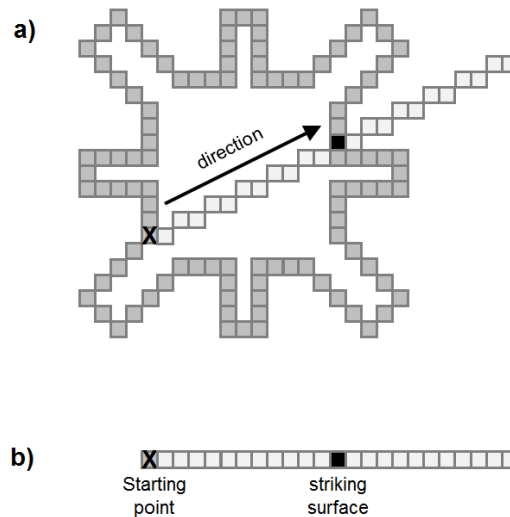 a)
direction
X
b)
X
Starting
point
striking
surface